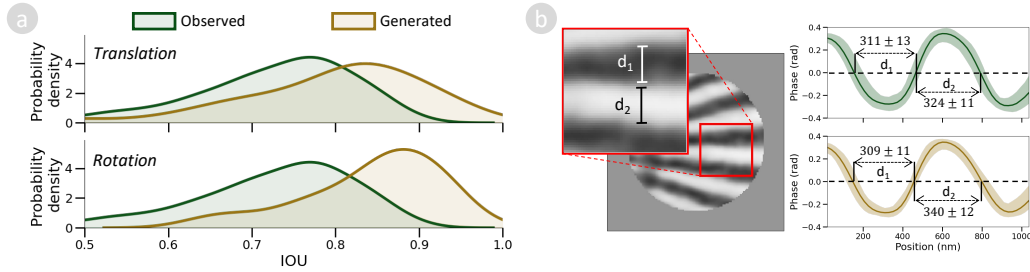 a
Observed
Generated
Translation
Probability
density
4
2
0
Rotation
Probability
density
4
2
0
0.5
0.6
0.7
0.8
0.9
1.0
IOU
b
d1
d2
0.4
0.2
0.0
−0.2
−0.4
Phase (rad)
311 ± 13
d1
d2
324 ± 11
0.4
0.2
0.0
−0.2
−0.4
Phase (rad)
309 ± 11
d1
d2
340 ± 12
0
200
400
600
800
1000
Position (nm)